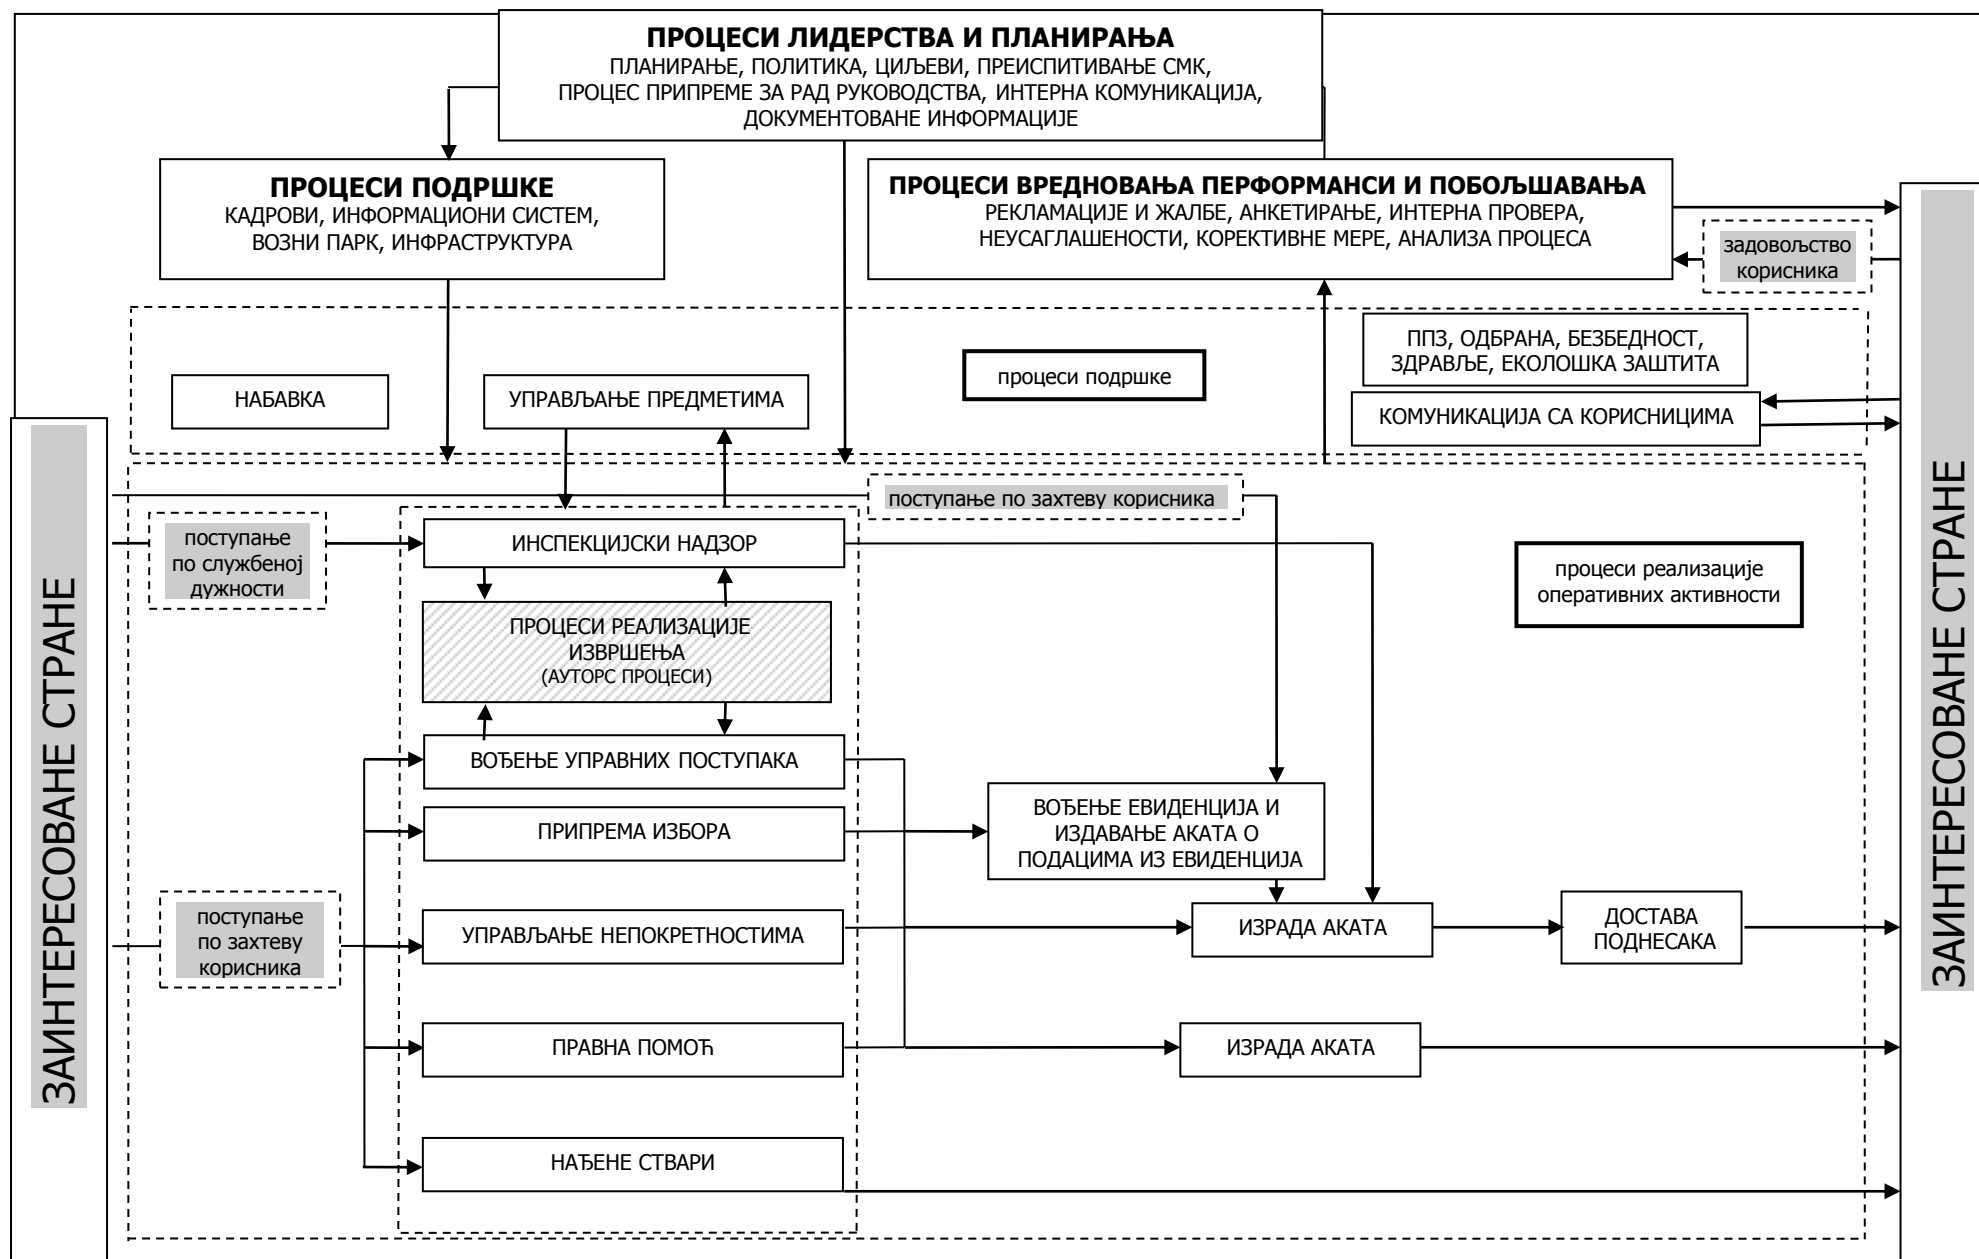 ПРОЦЕСИ ЛИДЕРСТВА И ПЛАНИРАЊА
ПЛАНИРАЊЕ, ПОЛИТИКА, ЦИЉЕВИ, ПРЕИСПИТИВАЊЕ СМК,
ПРОЦЕС ПРИПРЕМЕ ЗА РАД РУКОВОДСТВА, ИНТЕРНА КОМУНИКАЦИЈА,
ДОКУМЕНТОВАНЕ ИНФОРМАЦИЈЕ
ПРОЦЕСИ ПОДРШКЕ
КАДРОВИ, ИНФОРМАЦИОНИ СИСТЕМ,
ВОЗНИ ПАРК, ИНФРАСТРУКТУРА
ПРОЦЕСИ ВРЕДНОВАЊА ПЕРФОРМАНСИ И ПОБОЉШАВАЊА
РЕКЛАМАЦИЈЕ И ЖАЛБЕ, АНКЕТИРАЊЕ, ИНТЕРНА ПРОВЕРА,
НЕУСАГЛАШЕНОСТИ, КОРЕКТИВНЕ МЕРЕ, АНАЛИЗА ПРОЦЕСА
задовољство
корисника
ППЗ, ОДБРАНА, БЕЗБЕДНОСТ,
ЗДРАВЉЕ, ЕКОЛОШКА ЗАШТИТА
процеси подршке
НАБАВКА
УПРАВЉАЊЕ ПРЕДМЕТИМА
КОМУНИКАЦИЈА СА КОРИСНИЦИМА
ЗАИНТЕРЕСОВАНЕ СТРАНЕ
ЗАИНТЕРЕСОВАНЕ СТРАНЕ
поступање по захтеву корисника
поступање
по службеној
дужности
ИНСПЕКЦИЈСКИ НАДЗОР
процеси реализације
оперативних активности
ПРОЦЕСИ РЕАЛИЗАЦИЈЕ
ИЗВРШЕЊА
(АУТОРС ПРОЦЕСИ)
ВОЂЕЊЕ УПРАВНИХ ПОСТУПАКА
ПРИПРЕМА ИЗБОРА
ВОЂЕЊЕ ЕВИДЕНЦИЈА И
ИЗДАВАЊЕ АКАТА О
ПОДАЦИМА ИЗ ЕВИДЕНЦИЈА
поступање
по захтеву
корисника
УПРАВЉАЊЕ НЕПОКРЕТНОСТИМА
ИЗРАДА АКАТА
ДОСТАВА
ПОДНЕСАКА
ПРАВНА ПОМОЋ
ИЗРАДА АКАТА
НАЂЕНЕ СТВАРИ